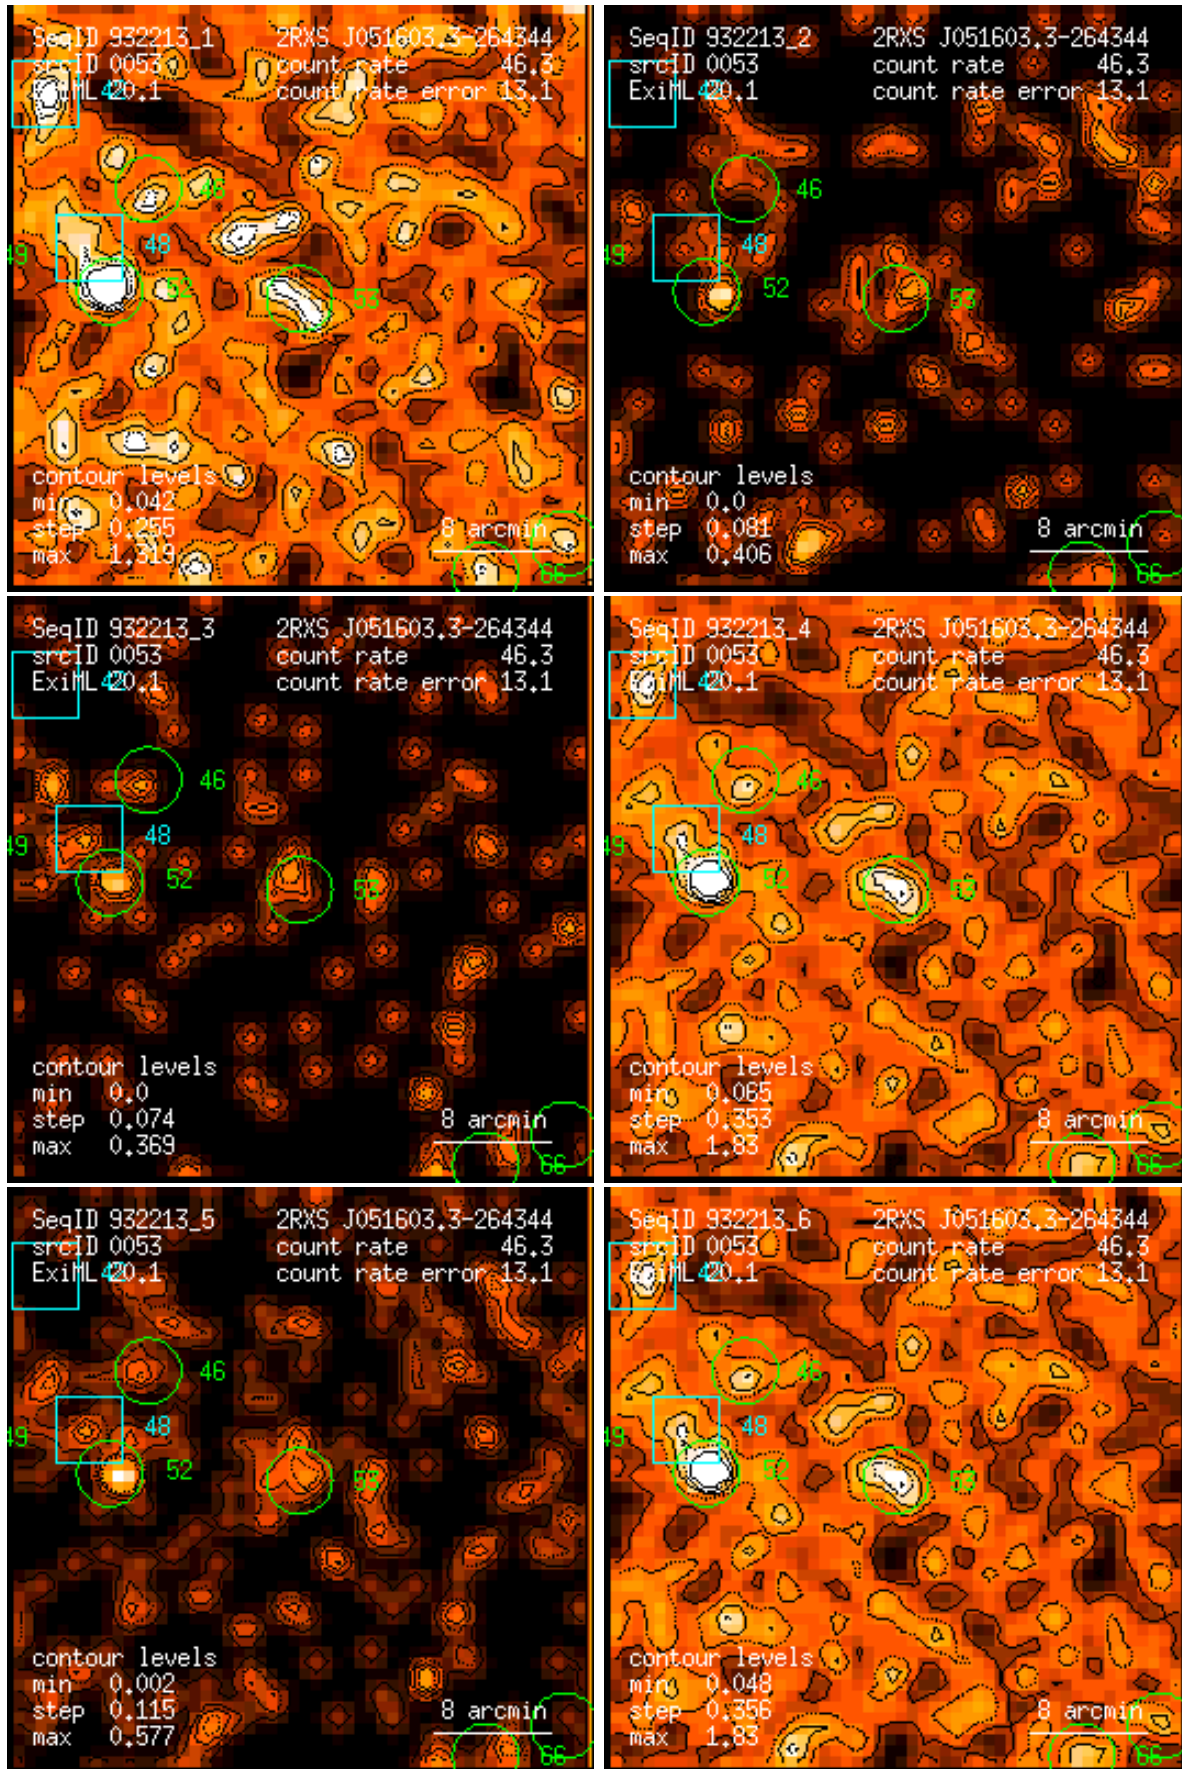 SeqID 932213_1 2RXS J051603.3-264344
srcID 0053 count rate 46.3
ExiML 20.1 count rate error 13.1
42
46
48
49
52
53
contour levels
min 0.042
step 0.255
max 1.319
8 arcmin
66
SeqID 932213_2 2RXS J051603.3-264344
srcID 0053 count rate 46.3
ExiML 20.1 count rate error 13.1
42
46
48
49
52
53
contour levels
min 0.0
step 0.081
max 0.406
8 arcmin
66
SeqID 932213_3 2RXS J051603.3-264344
srcID 0053 count rate 46.3
ExiML 20.1 count rate error 13.1
42
46
48
49
52
53
contour levels
min 0.0
step 0.074
max 0.369
8 arcmin
66
SeqID 932213_4 2RXS J051603.3-264344
srcID 0053 count rate 46.3
ExiML 20.1 count rate error 13.1
42
46
48
49
52
53
contour levels
min 0.065
step 0.353
max 1.83
8 arcmin
66
SeqID 932213_5 2RXS J051603.3-264344
srcID 0053 count rate 46.3
ExiML 20.1 count rate error 13.1
42
46
48
49
52
53
contour levels
min 0.002
step 0.115
max 0.577
8 arcmin
66
SeqID 932213_6 2RXS J051603.3-264344
srcID 0053 count rate 46.3
ExiML 20.1 count rate error 13.1
42
46
48
49
52
53
contour levels
min 0.048
step 0.356
max 1.83
8 arcmin
66